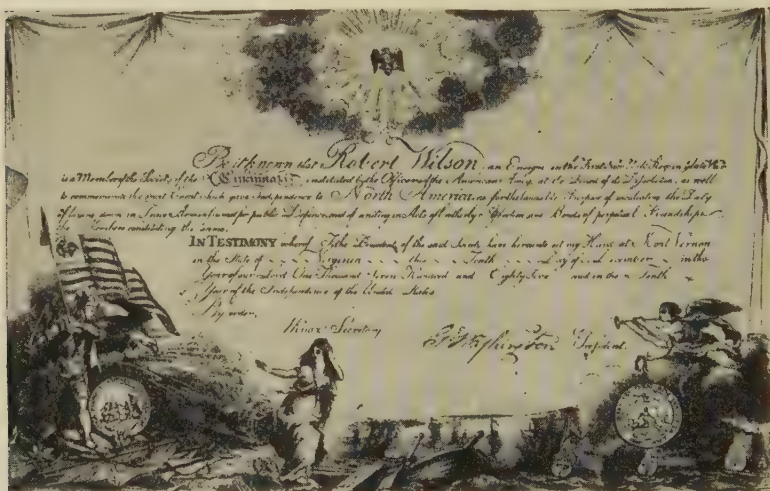 Be it known that Robert Wilson an Ensign in the First New York Regin.
is a Member of the Society of the Cincinnati; instituted by the Officers of the American Army, at the Period of its Dissolution, as well
to commemorate the great Event which gave Independence to North America, as for the laudable Purpose of inculcating the Duty
of laying down in Peace Arms assumed for public Defence, and of uniting in Acts of brotherly Affection and Bonds of perpetual Friendship
the Members constituting the same.
IN TESTIMONY whereof I, the President of the said Society, have hereunto set my Hand at Mount Vernon
in the State of Virginia this Tenth Day of December in the
Year of our Lord One Thousand Seven Hundred and Eighty Five and in the Tenth
Year of the Independence of the United States.
By order,
Knox Secretary
G Washington President.